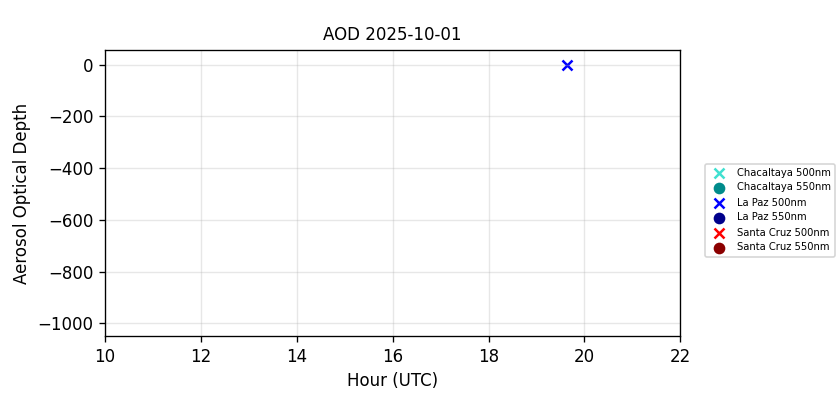 AOD 2025-10-01
Aerosol Optical Depth
0
−200
−400
−600
−800
−1000
10 12 14 16 18 20 22
Hour (UTC)
Chacaltaya 500nm
Chacaltaya 550nm
La Paz 500nm
La Paz 550nm
Santa Cruz 500nm
Santa Cruz 550nm